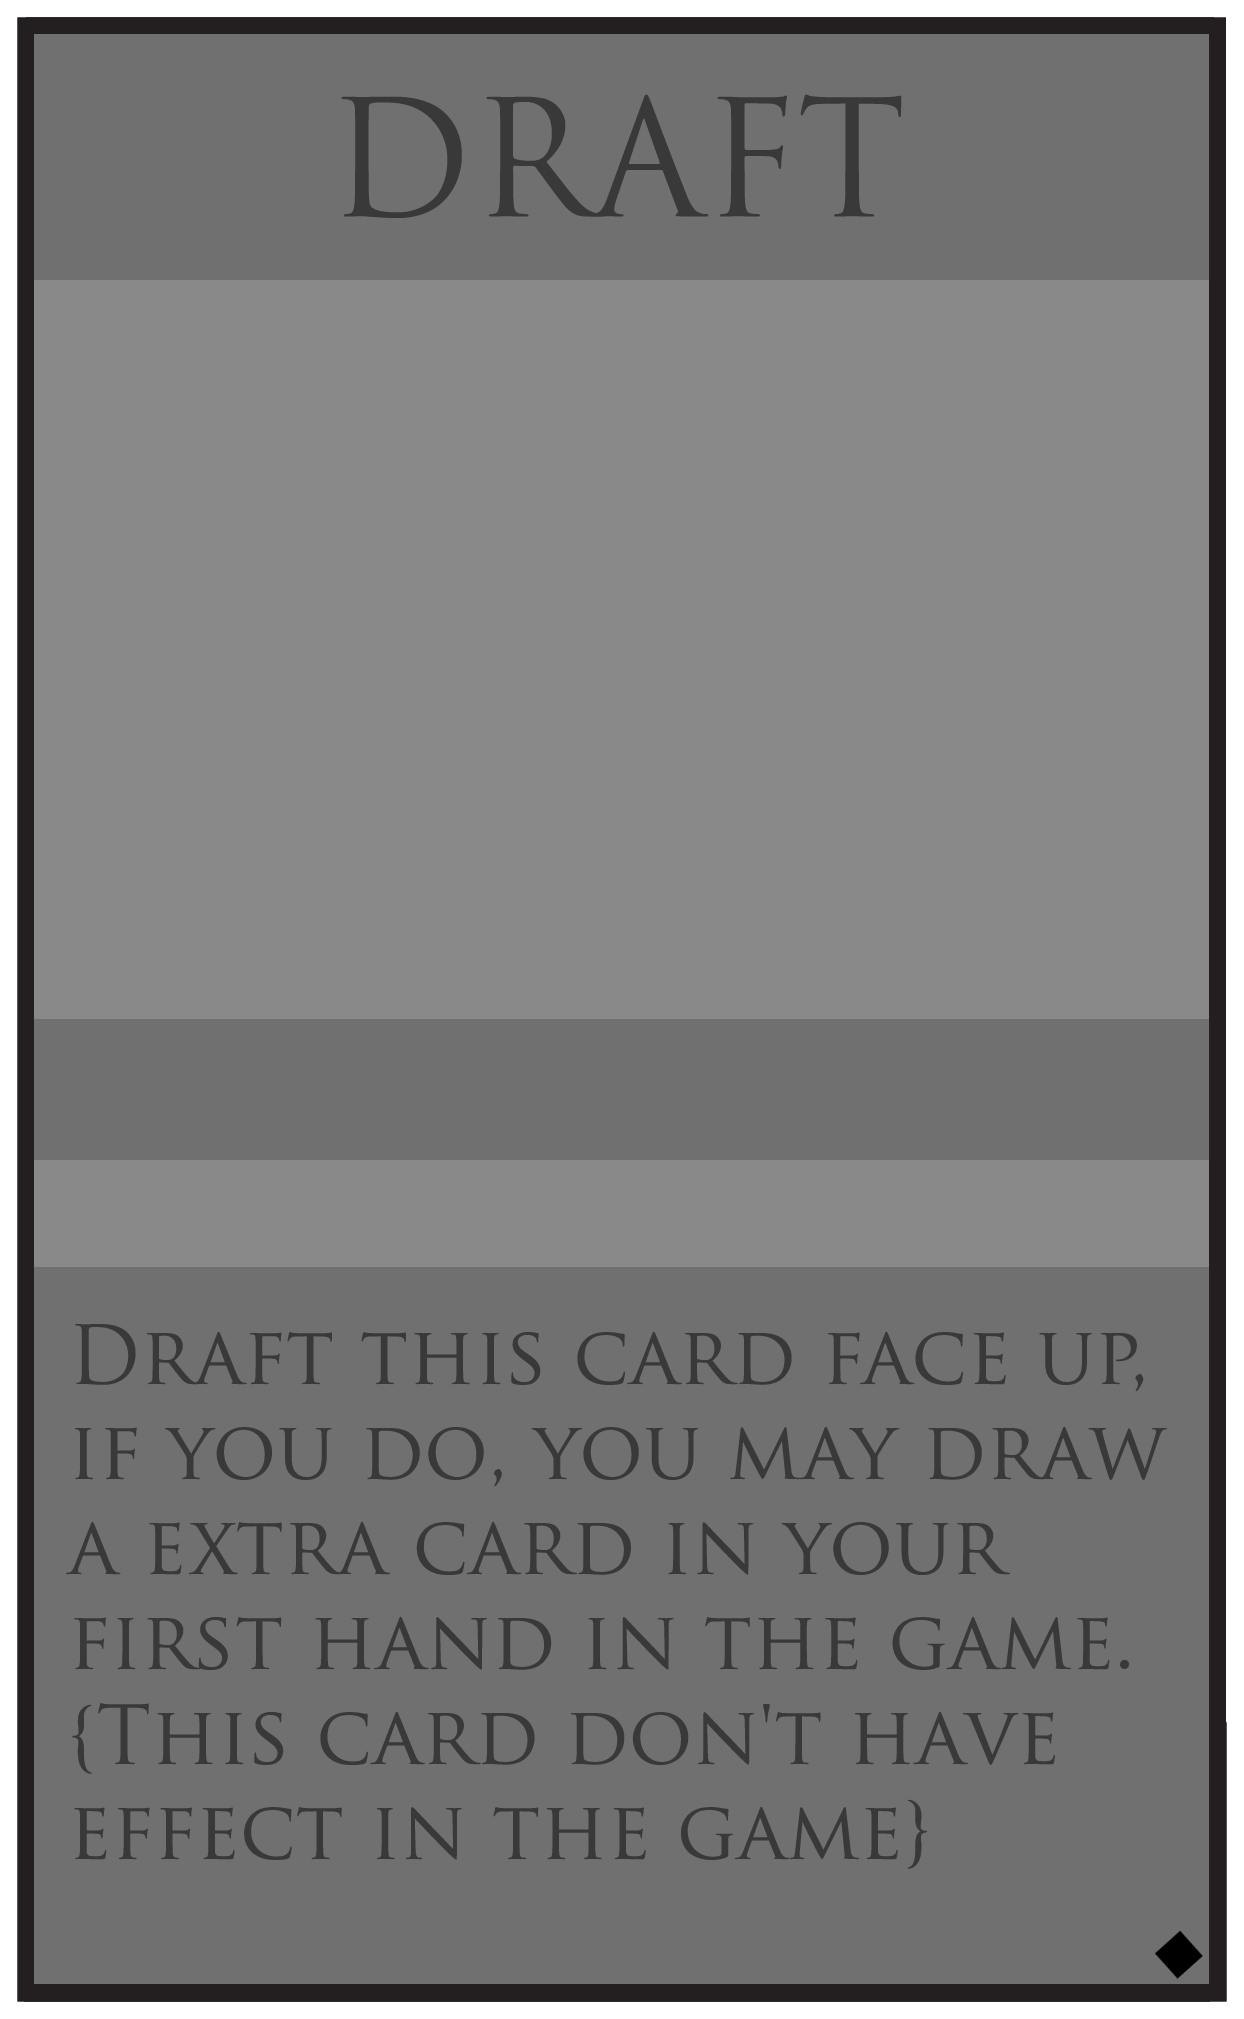 DRAFT
Draft this card face up,
if you do, you may draw
a extra card in your
first hand in the game.
{This card don't have
effect in the game}